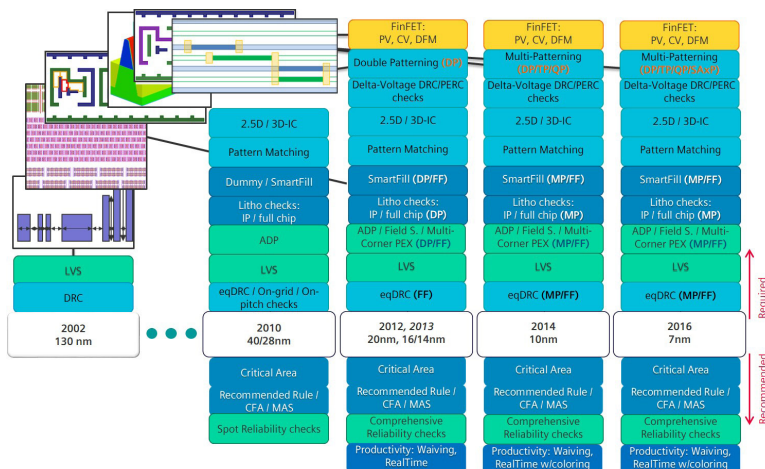 LVS
DRC
2002
130 nm
2.5D / 3D-IC
Pattern Matching
Dummy / SmartFill
Litho checks:
IP / full chip
ADP
LVS
eqDRC / On-grid / On-
pitch checks
2010
40/28nm
Critical Area
Recommended Rule /
CFA / MAS
Spot Reliability checks
FinFET:
PV, CV, DFM
Double Patterning (DP)
Delta-Voltage DRC/PERC
checks
2.5D / 3D-IC
Pattern Matching
SmartFill (DP/FF)
Litho checks:
IP / full chip (DP)
ADP / Field S. / Multi-
Corner PEX (DP/FF)
LVS
eqDRC (FF)
2012, 2013
20nm, 16/14nm
Critical Area
Recommended Rule /
CFA / MAS
Comprehensive
Reliability checks
Productivity: Waiving,
RealTime
FinFET:
PV, CV, DFM
Multi-Patterning
(DP/TP/QP)
Delta-Voltage DRC/PERC
checks
2.5D / 3D-IC
Pattern Matching
SmartFill (MP/FF)
Litho checks:
IP / full chip (MP)
ADP / Field S. / Multi-
Corner PEX (MP/FF)
LVS
eqDRC (MP/FF)
2014
10nm
Critical Area
Recommended Rule /
CFA / MAS
Comprehensive
Reliability checks
Productivity: Waiving,
RealTime w/coloring
FinFET:
PV, CV, DFM
Multi-Patterning
(DP/TP/QP/SAxP)
Delta-Voltage DRC/PERC
checks
2.5D / 3D-IC
Pattern Matching
SmartFill (MP/FF)
Litho checks:
IP / full chip (MP)
ADP / Field S. / Multi-
Corner PEX (MP/FF)
LVS
eqDRC (MP/FF)
2016
7nm
Critical Area
Recommended Rule /
CFA / MAS
Comprehensive
Reliability checks
Productivity: Waiving,
RealTime w/coloring
Required
Recommended